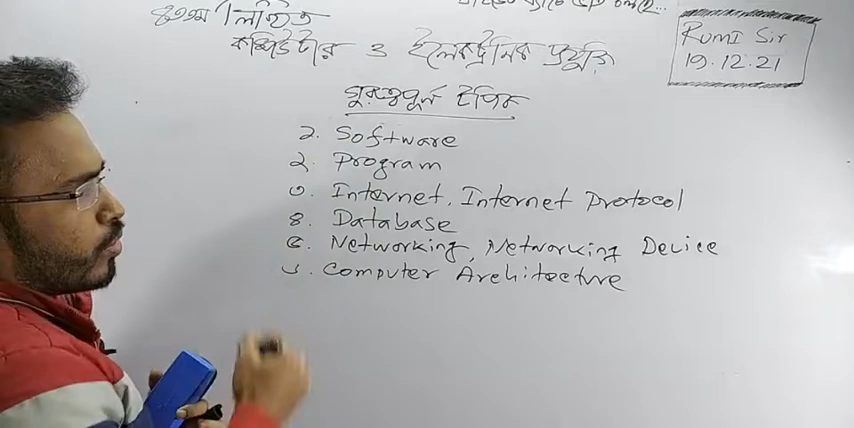 ৪৩তম লিখিত
Rumi Sir
19.12.21
কম্পিউটার ও ইলেকট্রনিক প্রযুক্তি
গুরুত্বপূর্ণ টপিক
১. Software
২. Program
৩. Internet, Internet Protocol
৪. Database
৫. Networking, Networking Device
৬. Computer Architecture